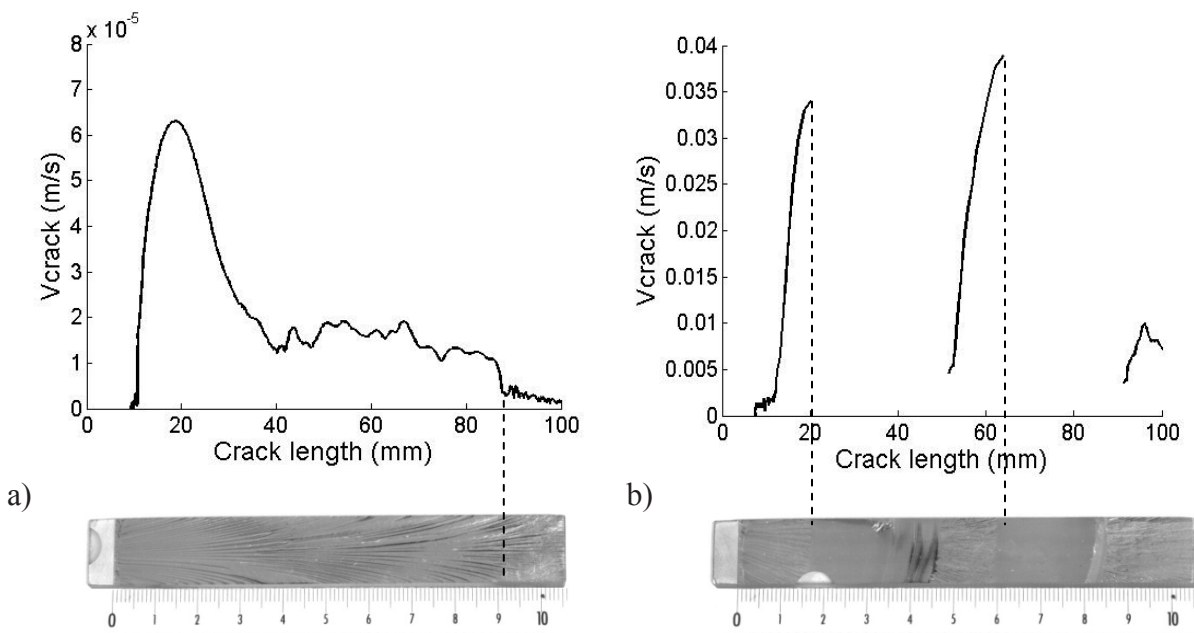 x 10-5
8
7
6
5
4
3
2
1
0
Vcrack (m/s)
0 20 40 60 80 100
Crack length (mm)
a)
0 1 2 3 4 5 6 7 8 9 10
0.04
0.035
0.03
0.025
0.02
0.015
0.01
0.005
0
Vcrack (m/s)
0 20 40 60 80 100
Crack length (mm)
b)
0 1 2 3 4 5 6 7 8 9 10